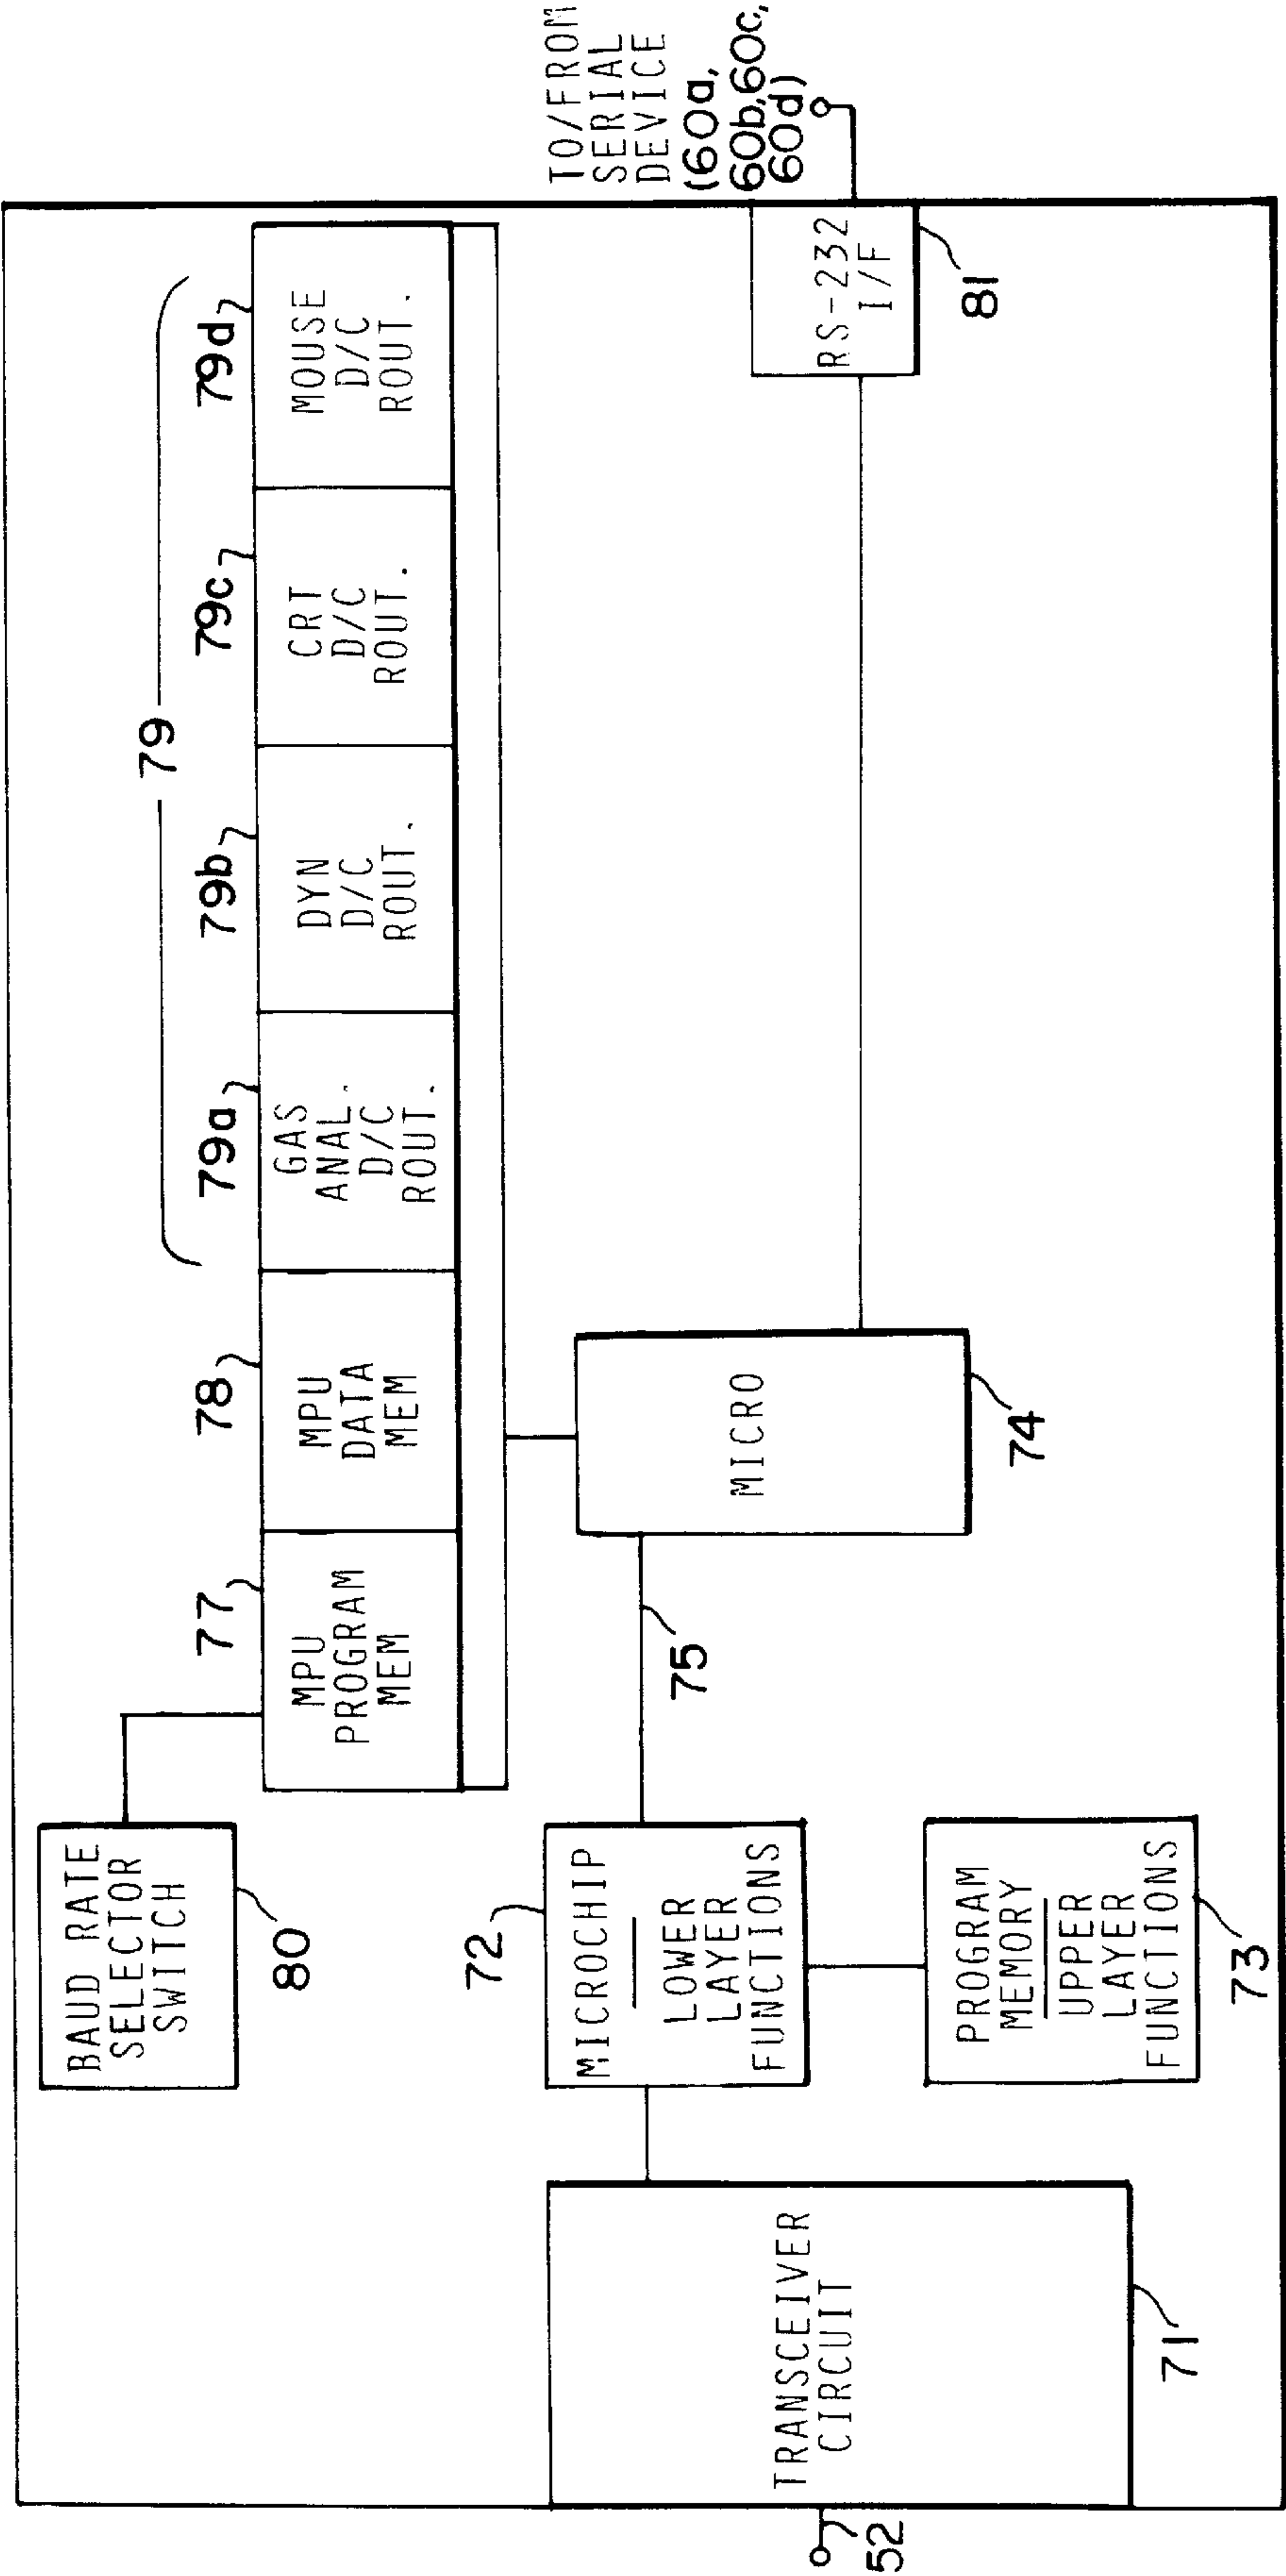 TO/FROM
SERIAL
DEVICE
(60a,
60b,60c,
60d)
79
79a
79b
79c
79d
77
78
MPU
PROGRAM
MEM
MPU
DATA
MEM
GAS
ANAL.
D/C
ROUT.
DYN
D/C
ROUT.
CRT
D/C
ROUT.
MOUSE
D/C
ROUT.
BAUD RATE
SELECTOR
SWITCH
80
72
MICROCHIP
LOWER
LAYER
FUNCTIONS
75
MICRO
74
RS-232
I/F
81
PROGRAM
MEMORY
UPPER
LAYER
FUNCTIONS
73
TRANSCEIVER
CIRCUIT
71
52